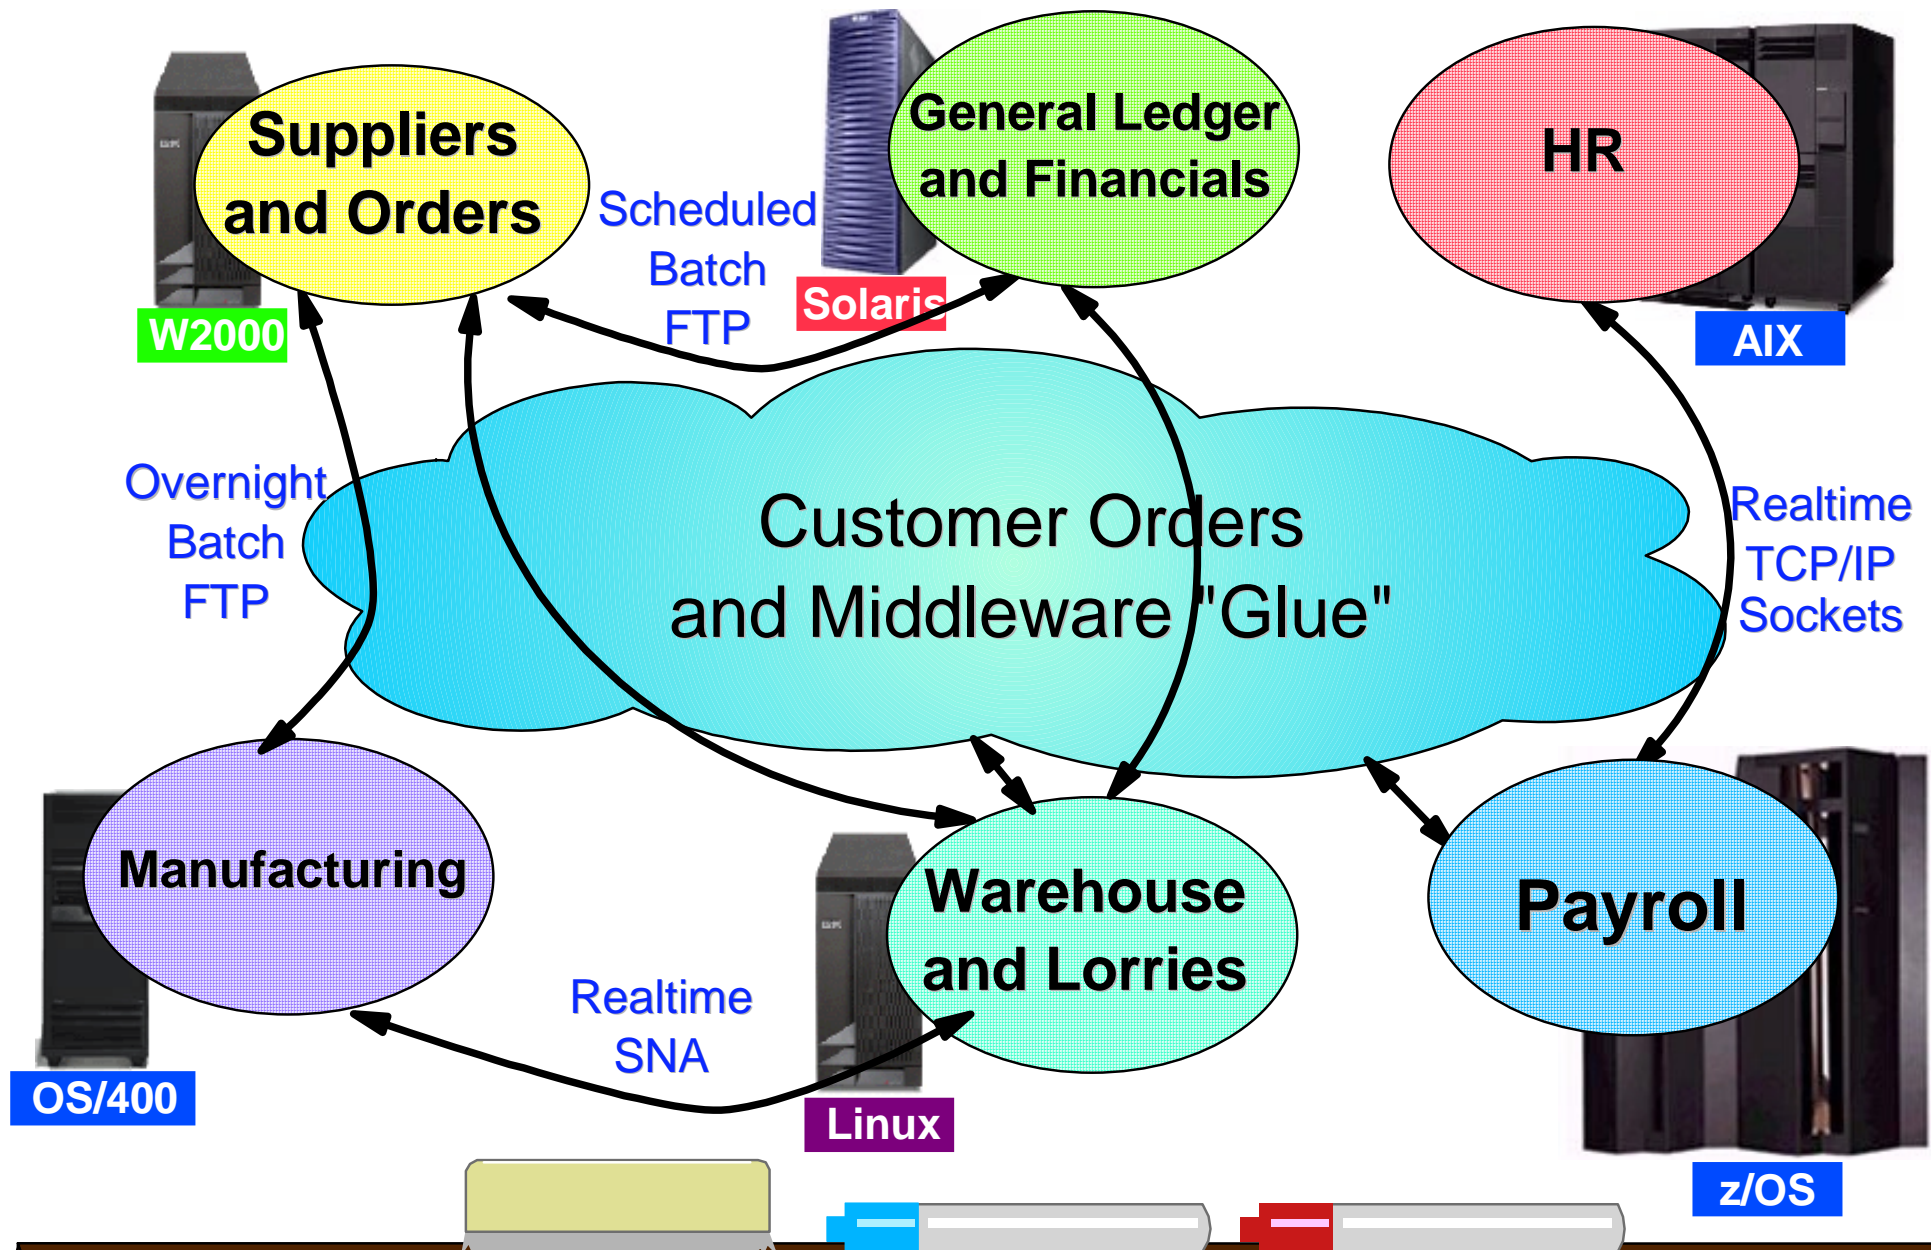 Suppliers
and Orders
W2000
Scheduled
Batch
FTP
General Ledger
and Financials
Solaris
HR
AIX
Overnight
Batch
FTP
Customer Orders
and Middleware "Glue"
Realtime
TCP/IP
Sockets
Manufacturing
OS/400
Realtime
SNA
Warehouse
and Lorries
Linux
Payroll
z/OS